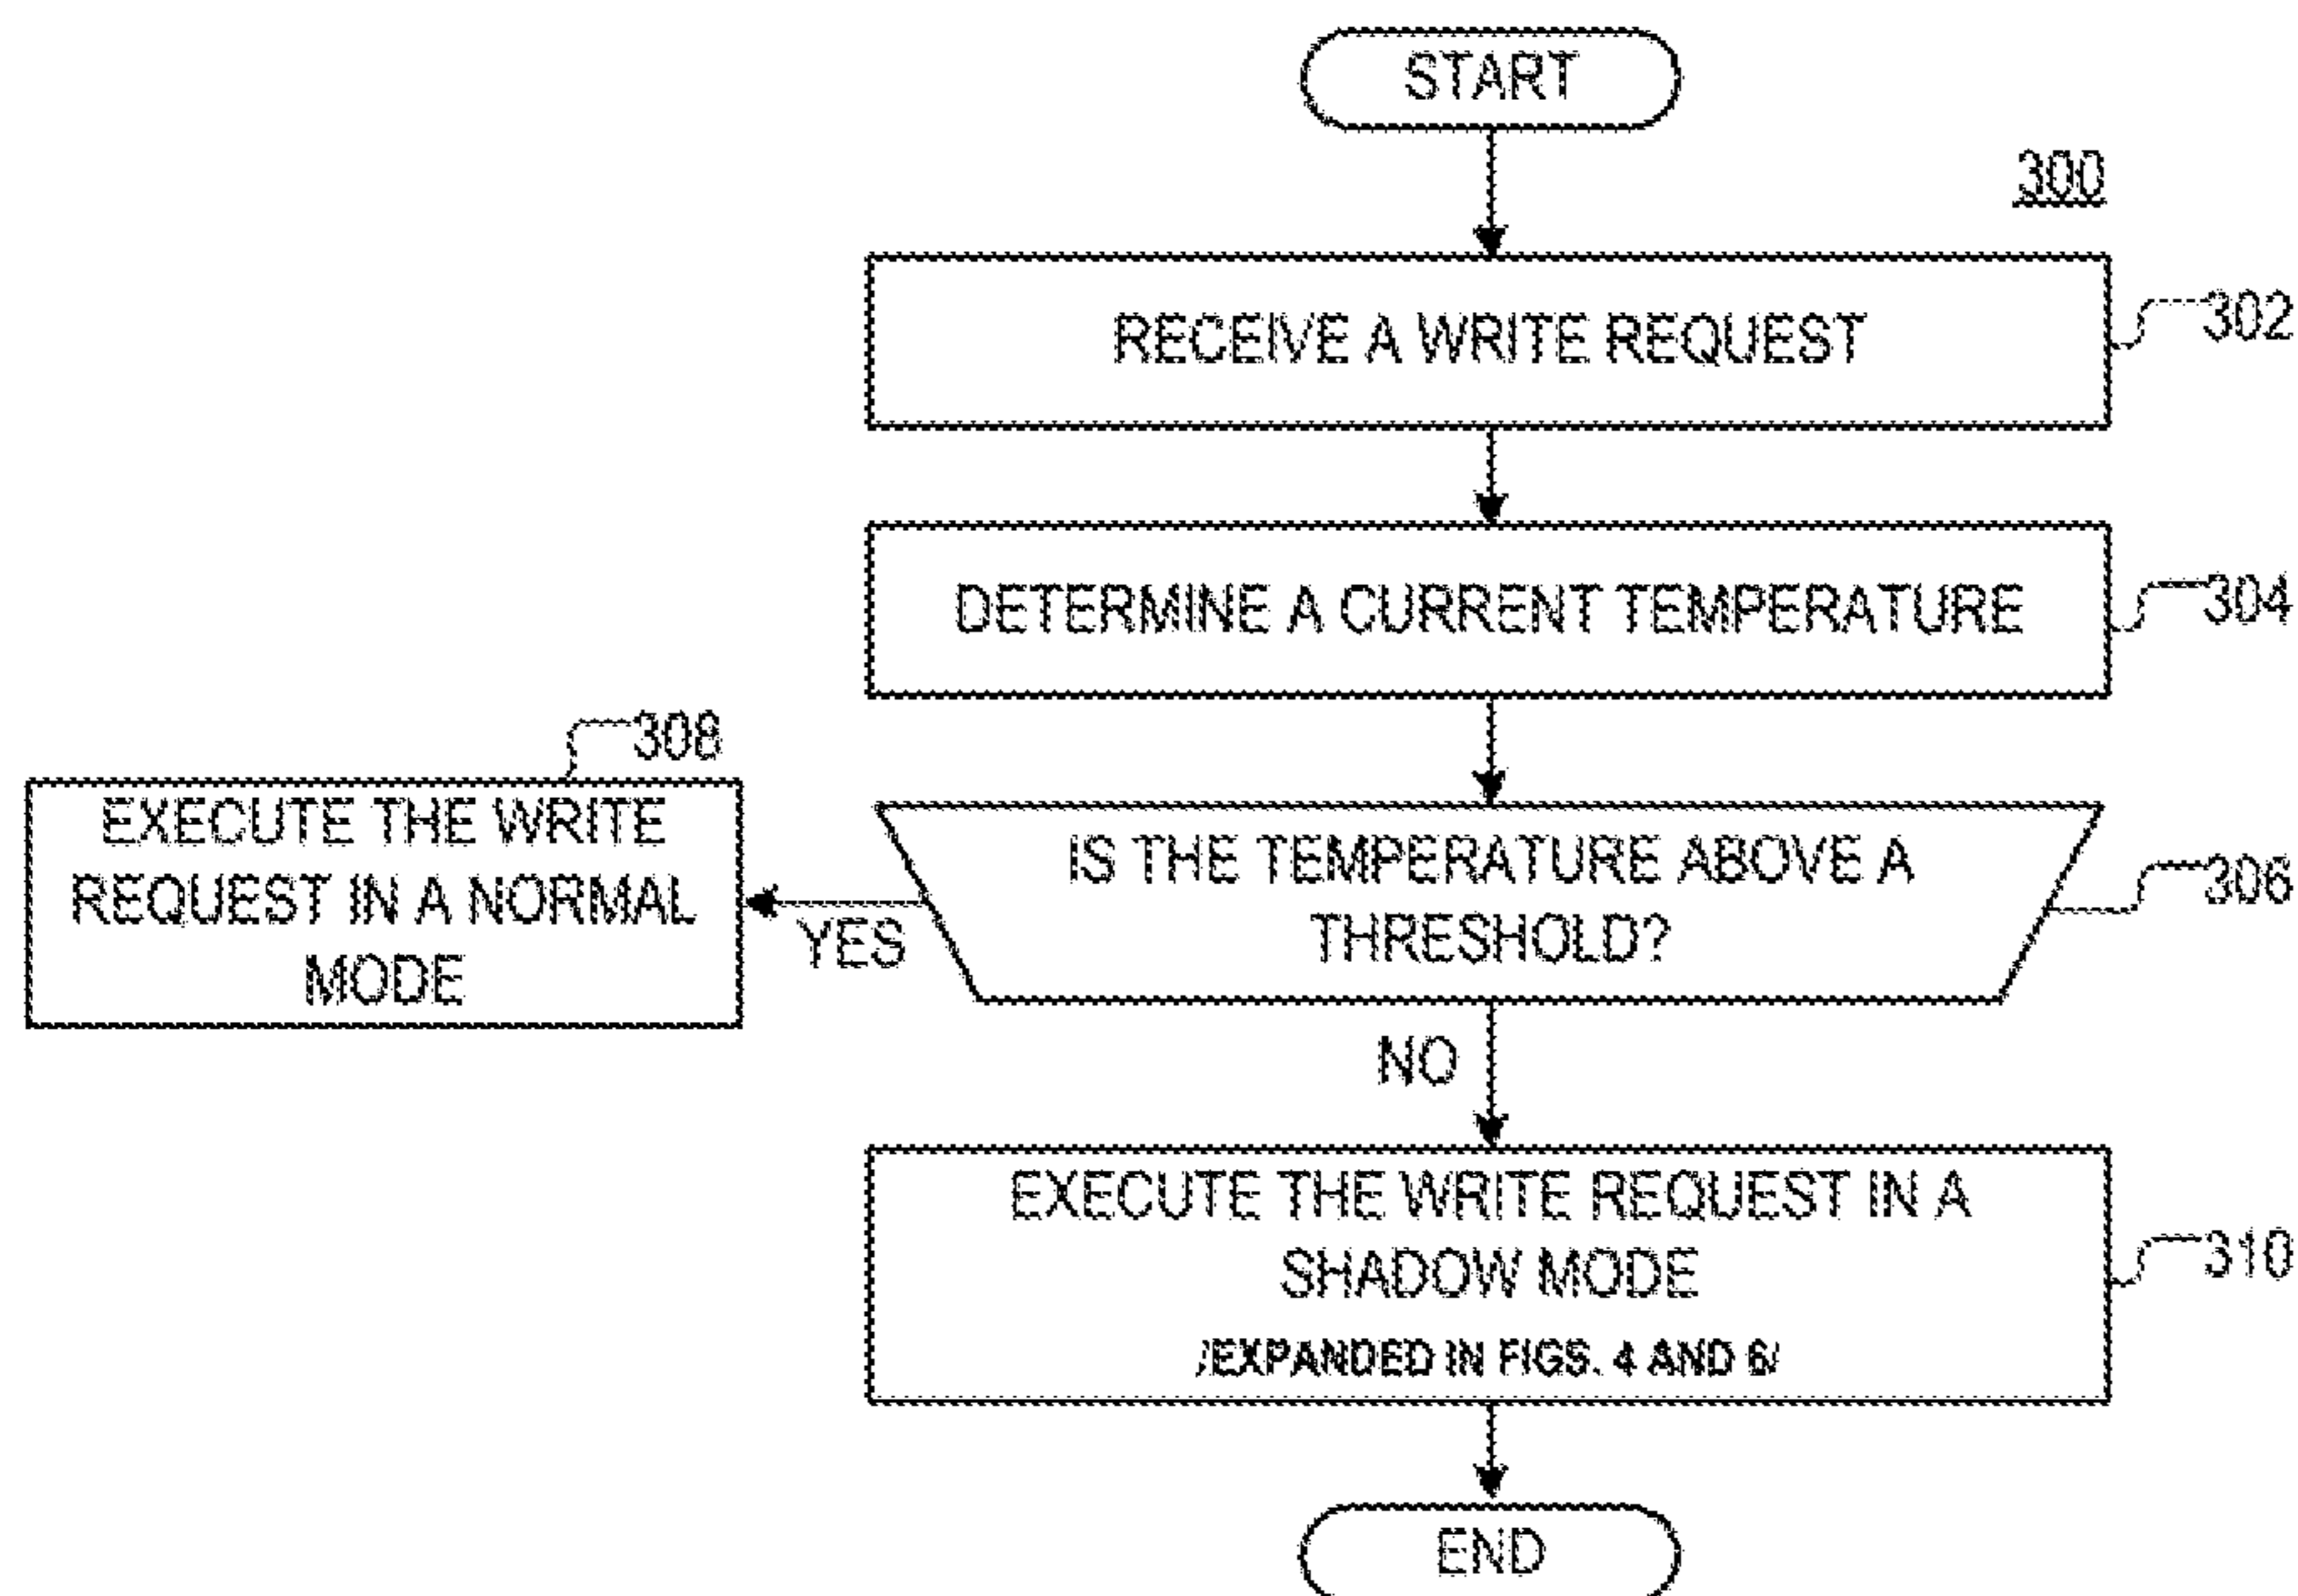 START
300
RECEIVE A WRITE REQUEST
302
DETERMINE A CURRENT TEMPERATURE
304
308
EXECUTE THE WRITE
REQUEST IN A NORMAL
MODE
YES
IS THE TEMPERATURE ABOVE A
THRESHOLD?
306
NO
EXECUTE THE WRITE REQUEST IN A
SHADOW MODE
/EXPANDED IN FIGS. 4 AND 6/
310
END